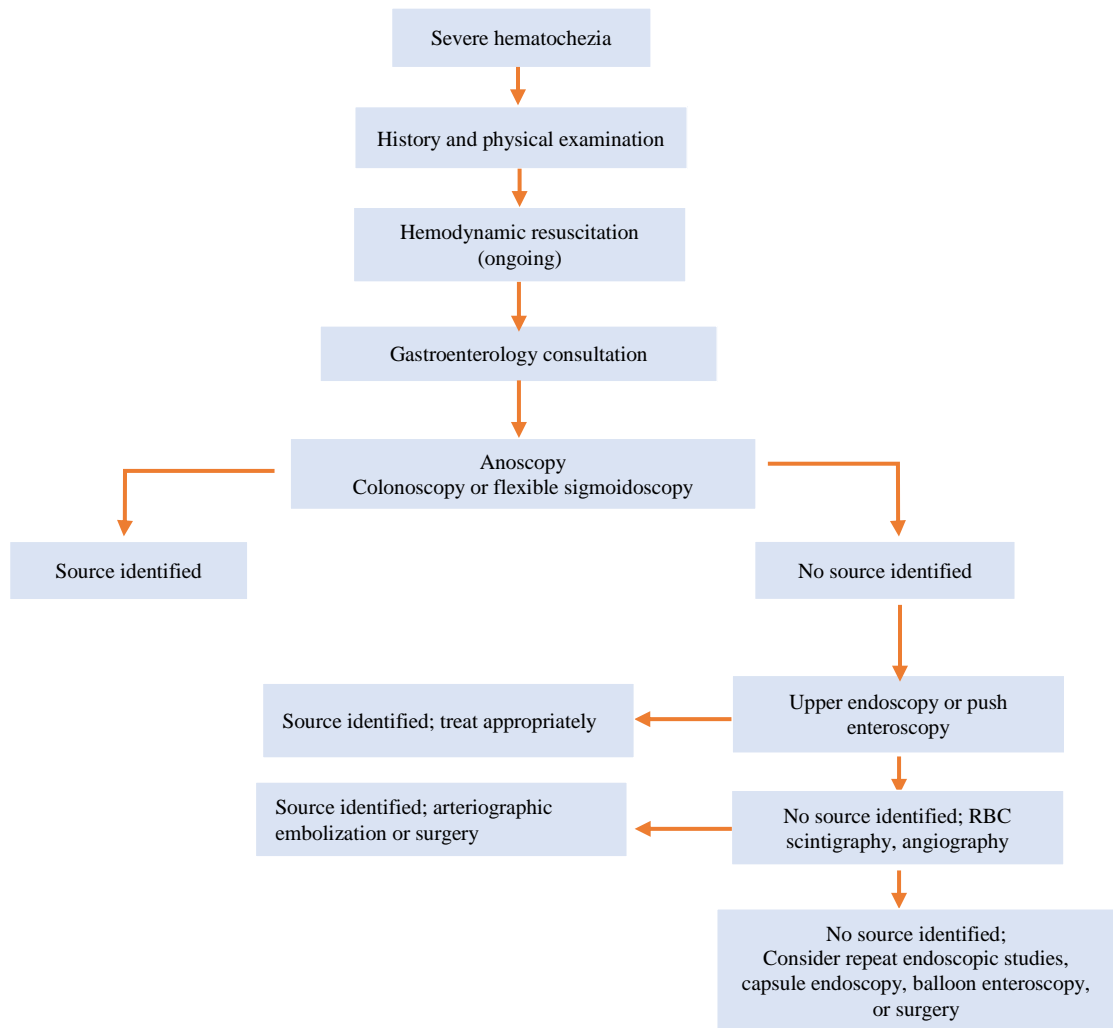 Severe hematochezia
History and physical examination
Hemodynamic resuscitation
(ongoing)
Gastroenterology consultation
Anoscopy
Colonoscopy or flexible sigmoidoscopy
Source identified
No source identified
Upper endoscopy or push
enteroscopy
Source identified; treat appropriately
Source identified; arteriographic
embolization or surgery
No source identified; RBC
scintigraphy, angiography
No source identified;
Consider repeat endoscopic studies,
capsule endoscopy, balloon enteroscopy,
or surgery